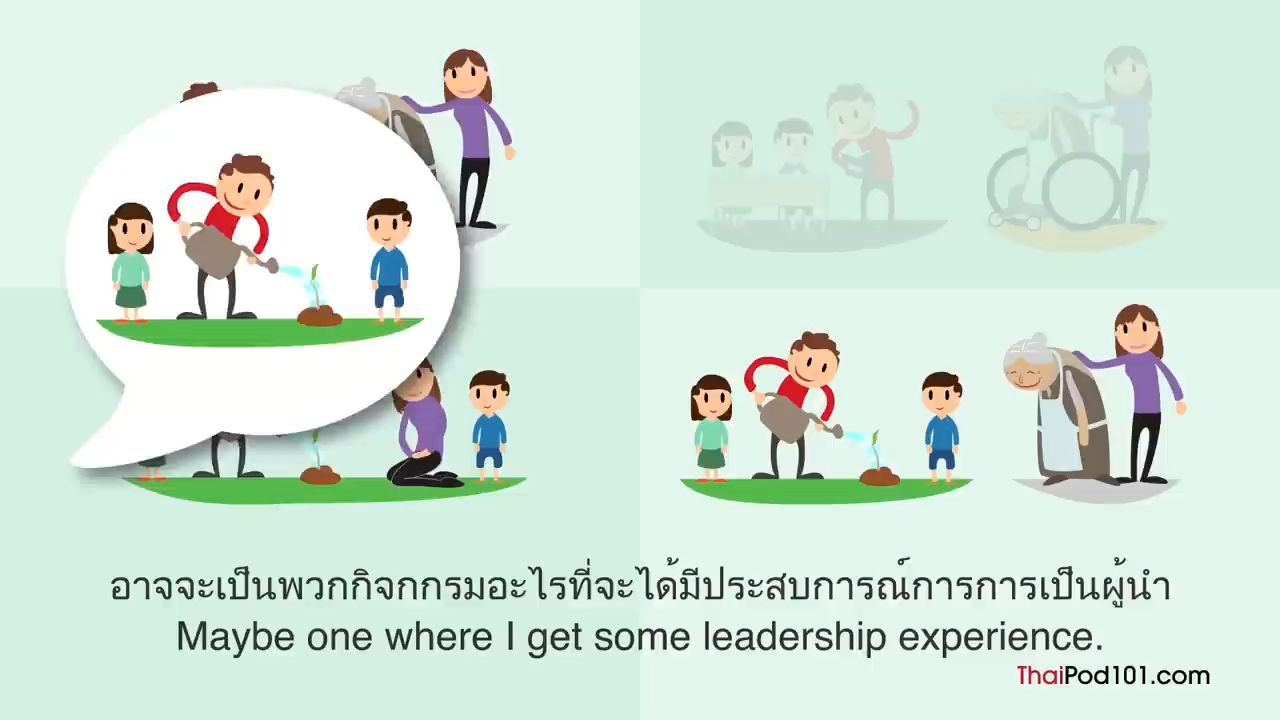 อาจจะเป็นพวกกิจกกรมอะไรที่จะได้มีประสบการณ์การการเป็นผู้นำ
Maybe one where I get some leadership experience.
ThaiPod101.com